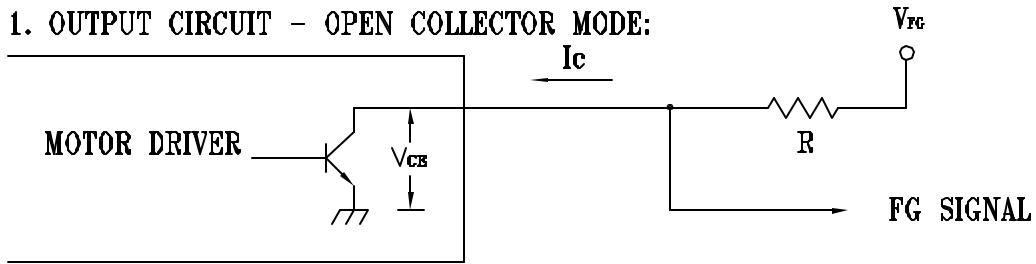 1. OUTPUT CIRCUIT - OPEN COLLECTOR MODE:
VFG
Ic
MOTOR DRIVER
VCE
R
FG SIGNAL